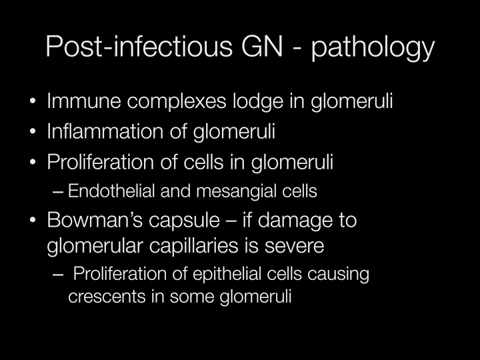 Post-infectious GN - pathology
• Immune complexes lodge in glomeruli
• Inflammation of glomeruli
• Proliferation of cells in glomeruli
– Endothelial and mesangial cells
• Bowman's capsule – if damage to
glomerular capillaries is severe
– Proliferation of epithelial cells causing
crescents in some glomeruli